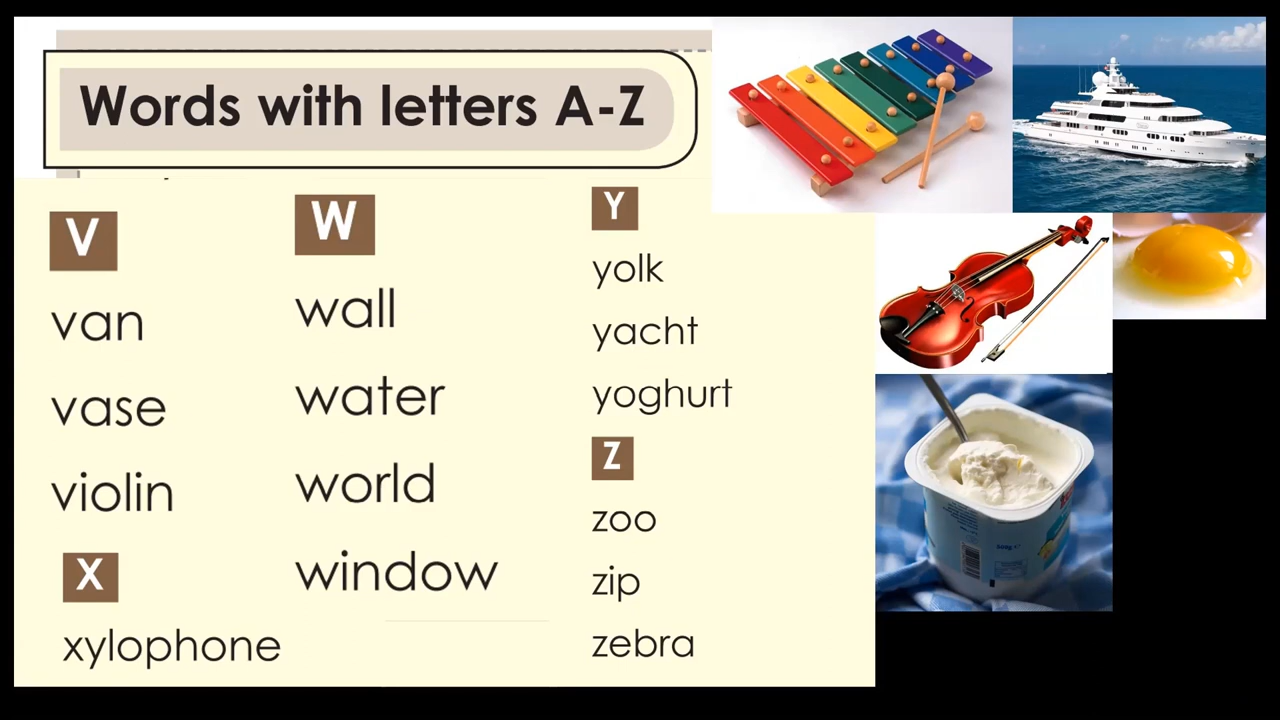 Words with letters A-Z
V
van
vase
violin
X
xylophone
W
wall
water
world
window
Y
yolk
yacht
yoghurt
Z
zoo
zip
zebra